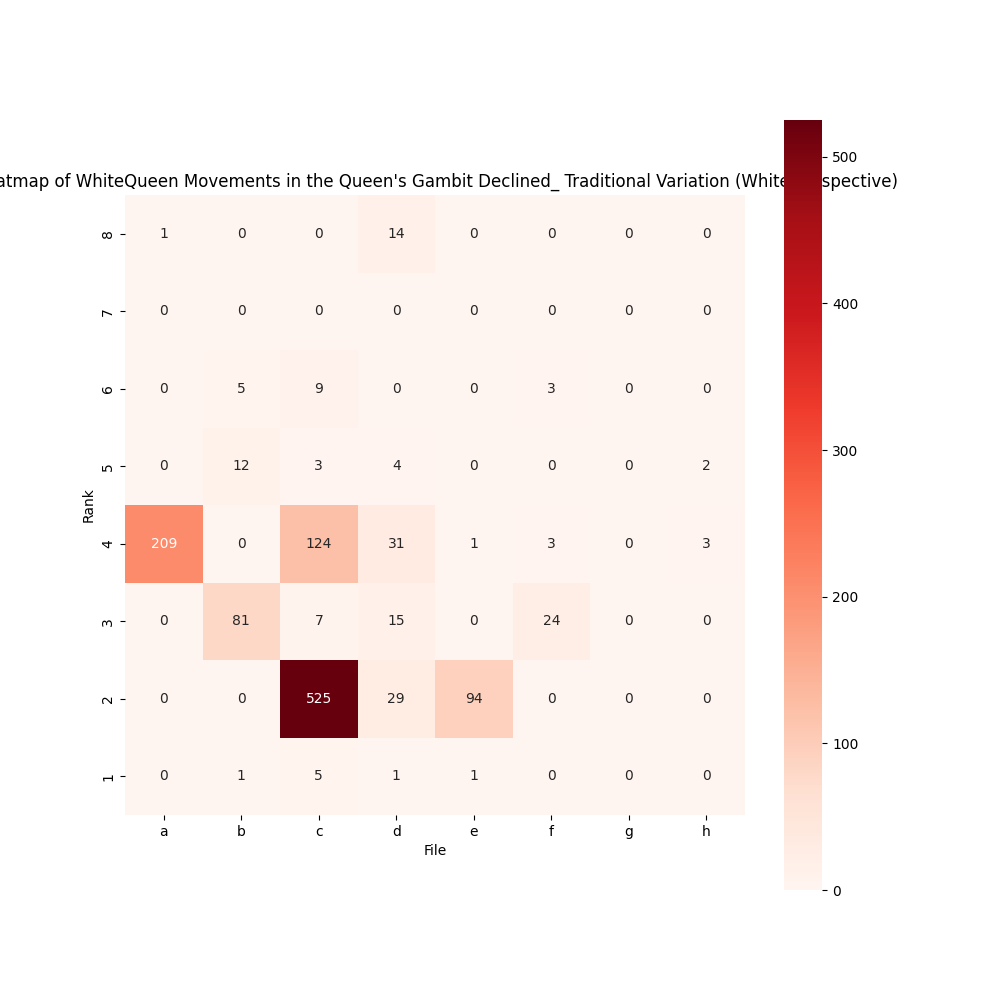 atmap of WhiteQueen Movements in the Queen's Gambit Declined_ Traditional Variation (White spective)
8 1 0 0 14 0 0 0 0
7 0 0 0 0 0 0 0 0
6 0 5 9 0 0 3 0 0
5 0 12 3 4 0 0 0 2
4 209 0 124 31 1 3 0 3
3 0 81 7 15 0 24 0 0
2 0 0 525 29 94 0 0 0
1 0 1 5 1 1 0 0 0
a b c d e f g h
File
Rank
500
400
300
200
100
0